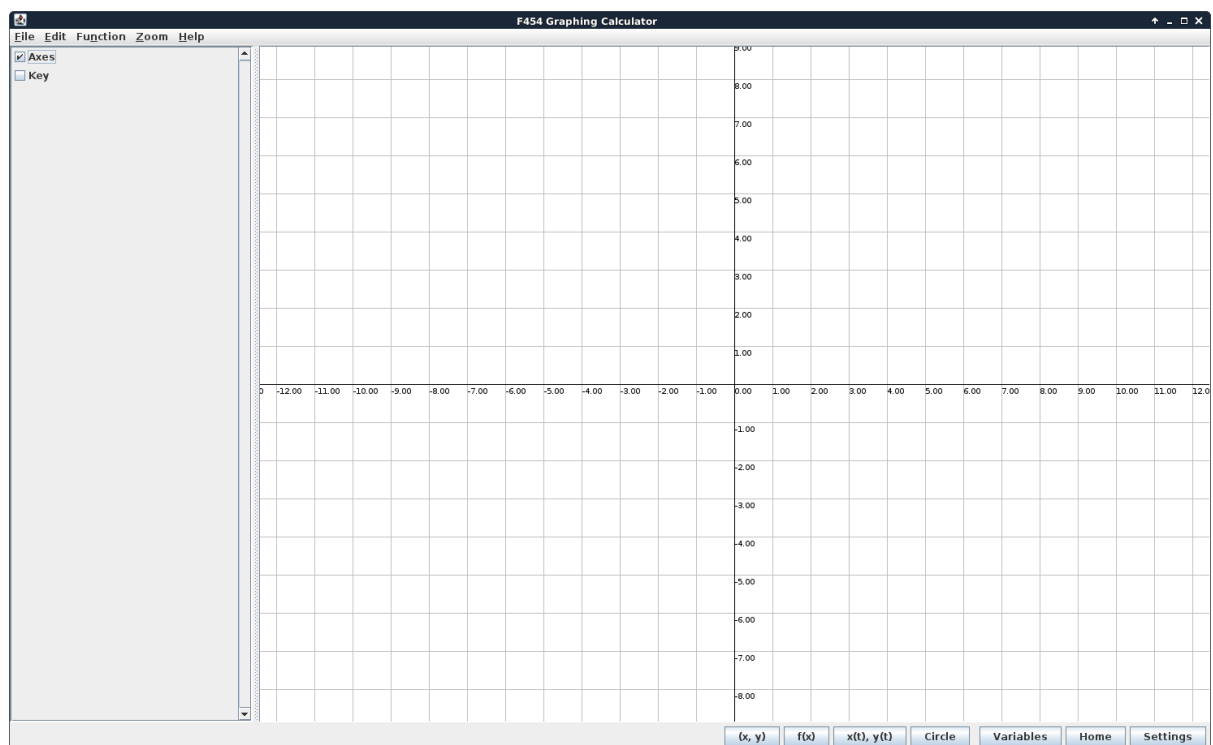 F454 Graphing Calculator
File Edit Function Zoom Help
Axes
Key
9.00
8.00
7.00
6.00
5.00
4.00
3.00
2.00
1.00
0 -12.00 -11.00 -10.00 -9.00 -8.00 -7.00 -6.00 -5.00 -4.00 -3.00 -2.00 -1.00 0.00 1.00 2.00 3.00 4.00 5.00 6.00 7.00 8.00 9.00 10.00 11.00 12.0
-1.00
-2.00
-3.00
-4.00
-5.00
-6.00
-7.00
-8.00
(x, y) f(x) x(t), y(t) Circle Variables Home Settings